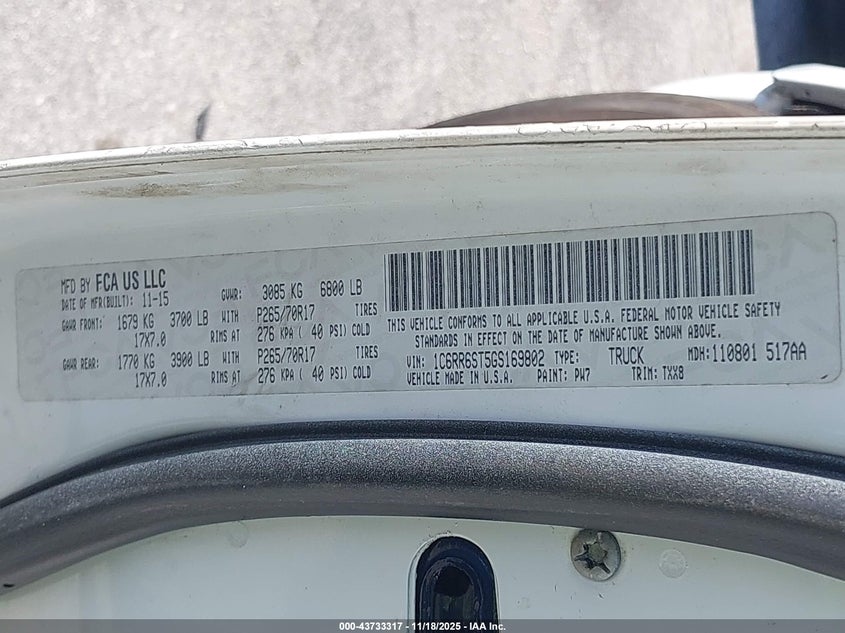 MFD BY FCA US LLC
DATE OF MFR(BUILT): 11-15 GVWR: 3085 KG 6800 LB
GAWR FRONT: 1679 KG 3700 LB WITH P265/70R17 TIRES
17X7.0 RIMS AT 276 KPA ( 40 PSI) COLD
GAWR REAR: 1770 KG 3900 LB WITH P265/70R17 TIRES
17X7.0 RIMS AT 276 KPA ( 40 PSI) COLD
THIS VEHICLE CONFORMS TO ALL APPLICABLE U.S.A. FEDERAL MOTOR VEHICLE SAFETY
STANDARDS IN EFFECT ON THE DATE OF MANUFACTURE SHOWN ABOVE.
VIN: 1C6RR6ST5GS169802 TYPE: TRUCK MDH: 110801 517AA
VEHICLE MADE IN U.S.A. PAINT: PW7 TRIM: TXX8
000-43733317 - 11/18/2025 - IAA Inc.